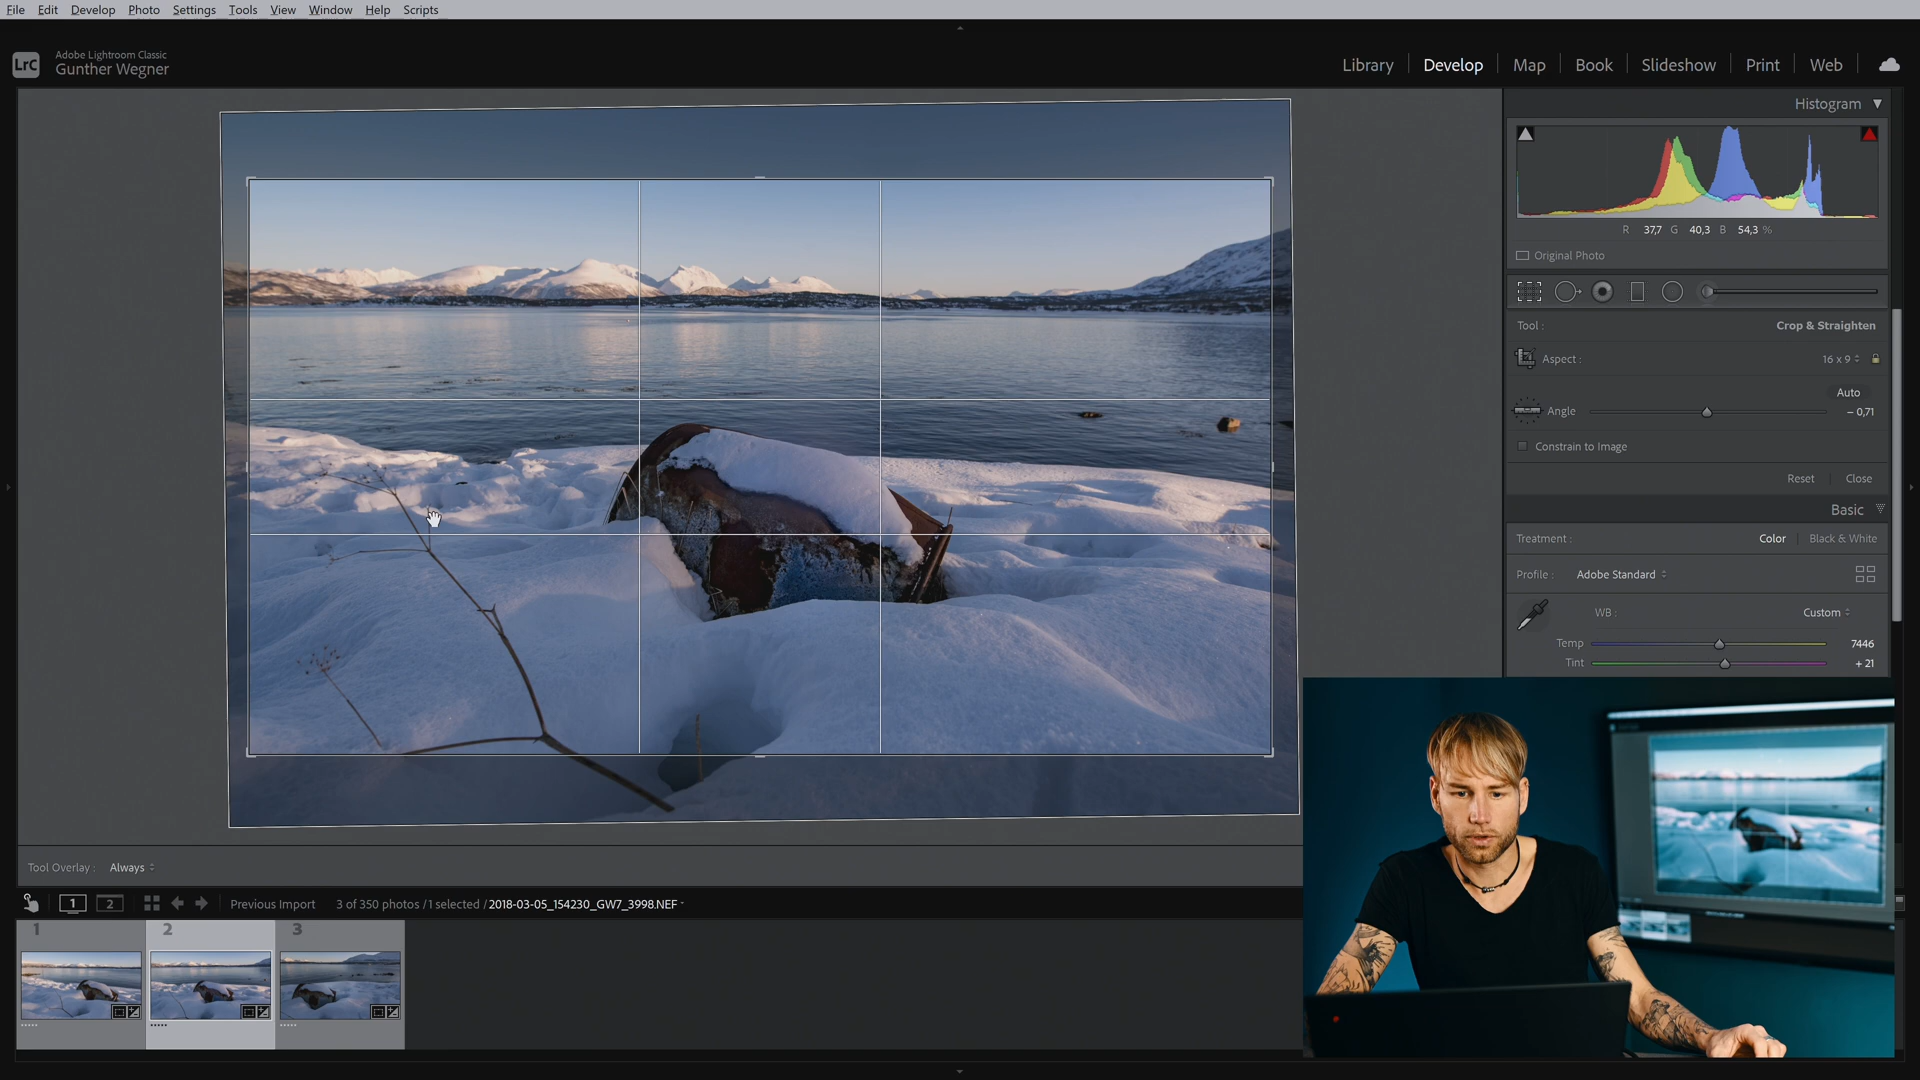 File Edit Develop Photo Settings Tools View Window Help Scripts
LrC
Adobe Lightroom Classic
Gunther Wegner
Library Develop Map Book Slideshow Print Web
Histogram
R 37,7 G 40,3 B 54,3 %
Original Photo
Tool : Crop & Straighten
Aspect : 16 x 9
Auto
Angle – 0,71
Constrain to Image
Reset Close
Basic
Treatment : Color Black & White
Profile : Adobe Standard
WB : Custom
Temp 7446
Tint + 21
Tool Overlay : Always
1 2 Previous Import 3 of 350 photos / 1 selected / 2018-03-05_154230_GW7_3998.NEF
1 2 3